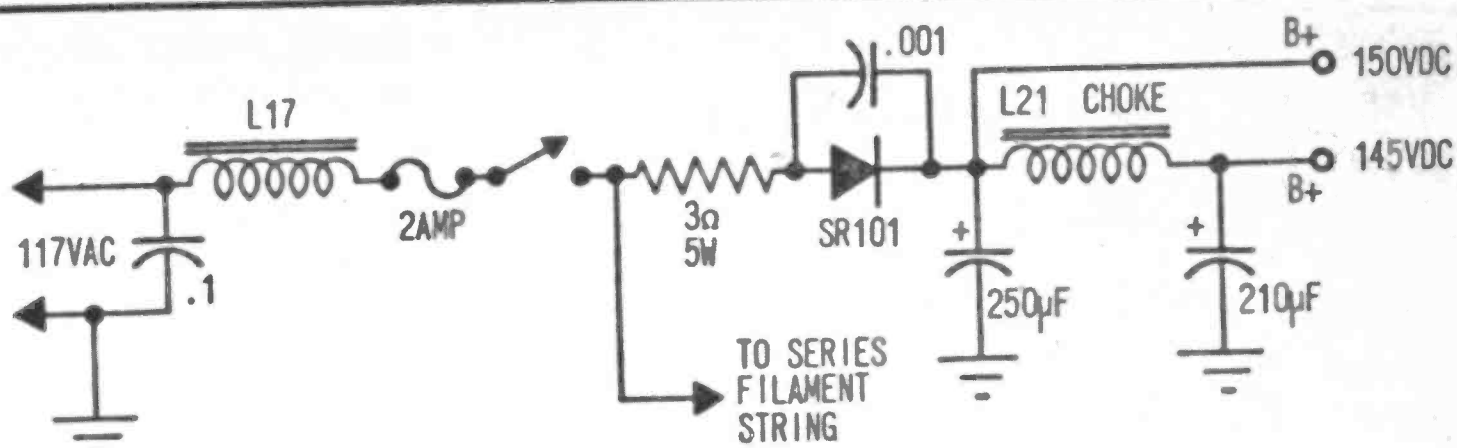 .001
B+
150VDC
L17
L21 CHOKE
145VDC
B+
2AMP
3Ω
5W
SR101
+
+
117VAC
.1
250µF
210µF
TO SERIES
FILAMENT
STRING